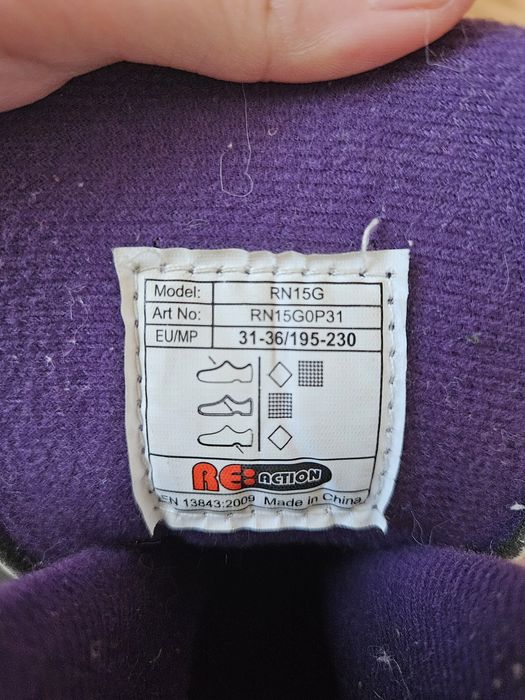 Model: RN15G
Art No: RN15G0P31
EU/MP 31-36/195-230
RE:ACTION
EN 13843:2009 Made in China